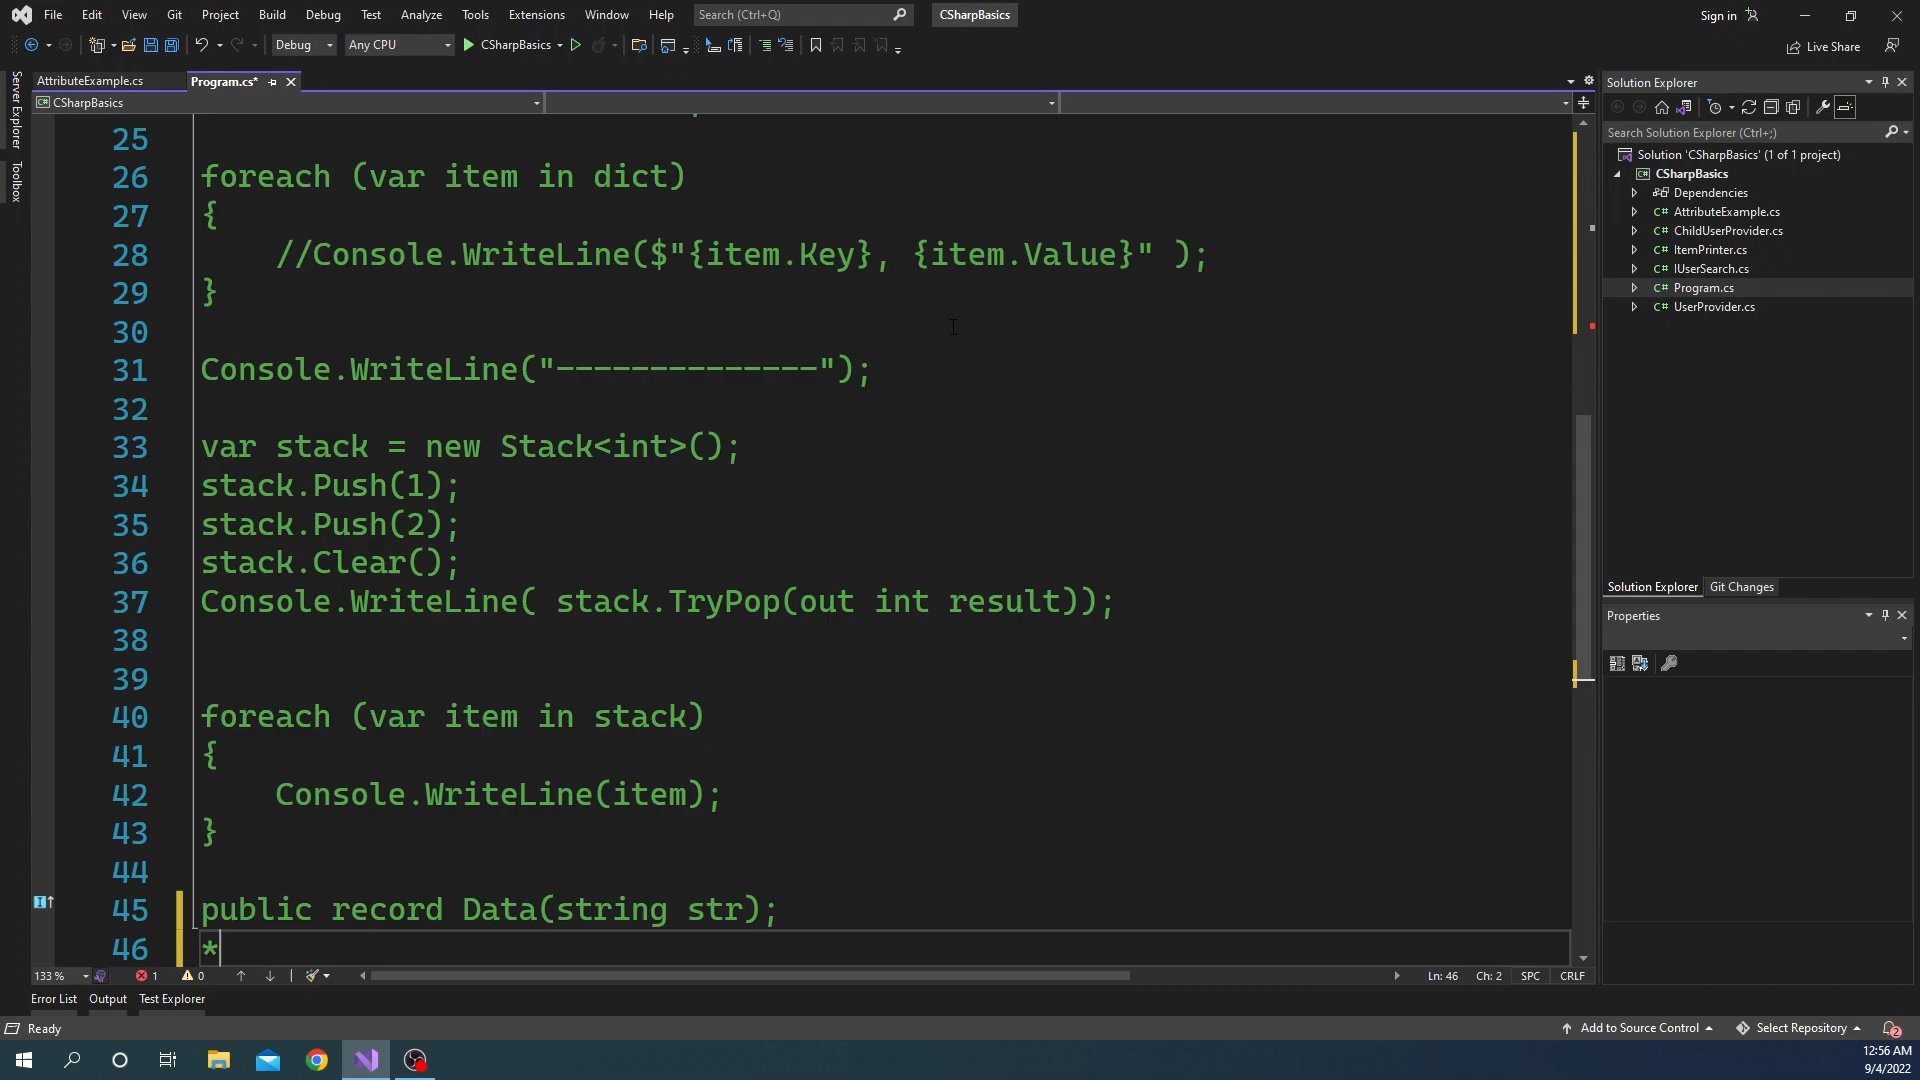 File Edit View Git Project Build Debug Test Analyze Tools Extensions Window Help Search (Ctrl+Q) CSharpBasics Sign in
Debug Any CPU CSharpBasics Live Share
AttributeExample.cs Program.cs*
CSharpBasics
Server Explorer
Toolbox
25
26 foreach (var item in dict)
27 {
28 //Console.WriteLine($"{item.Key}, {item.Value}" );
29 }
30
31 Console.WriteLine("--------------");
32
33 var stack = new Stack<int>();
34 stack.Push(1);
35 stack.Push(2);
36 stack.Clear();
37 Console.WriteLine( stack.TryPop(out int result));
38
39
40 foreach (var item in stack)
41 {
42 Console.WriteLine(item);
43 }
44
45 public record Data(string str);
46 *
133 % 1 0 Ln: 46 Ch: 2 SPC CRLF
Error List Output Test Explorer
Solution Explorer
Search Solution Explorer (Ctrl+;)
Solution 'CSharpBasics' (1 of 1 project)
C# CSharpBasics
Dependencies
C# AttributeExample.cs
C# ChildUserProvider.cs
C# ItemPrinter.cs
C# IUserSearch.cs
C# Program.cs
C# UserProvider.cs
Solution Explorer Git Changes
Properties
Ready Add to Source Control Select Repository 2
12:56 AM
9/4/2022